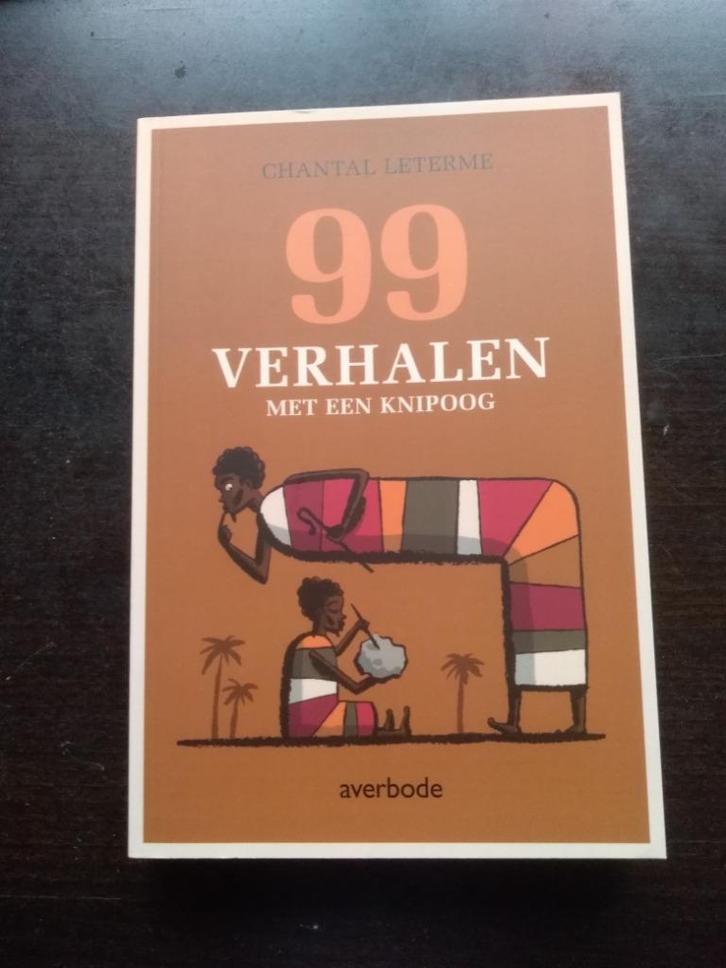 CHANTAL LETERME
99
VERHALEN
MET EEN KNIPOOG
averbode